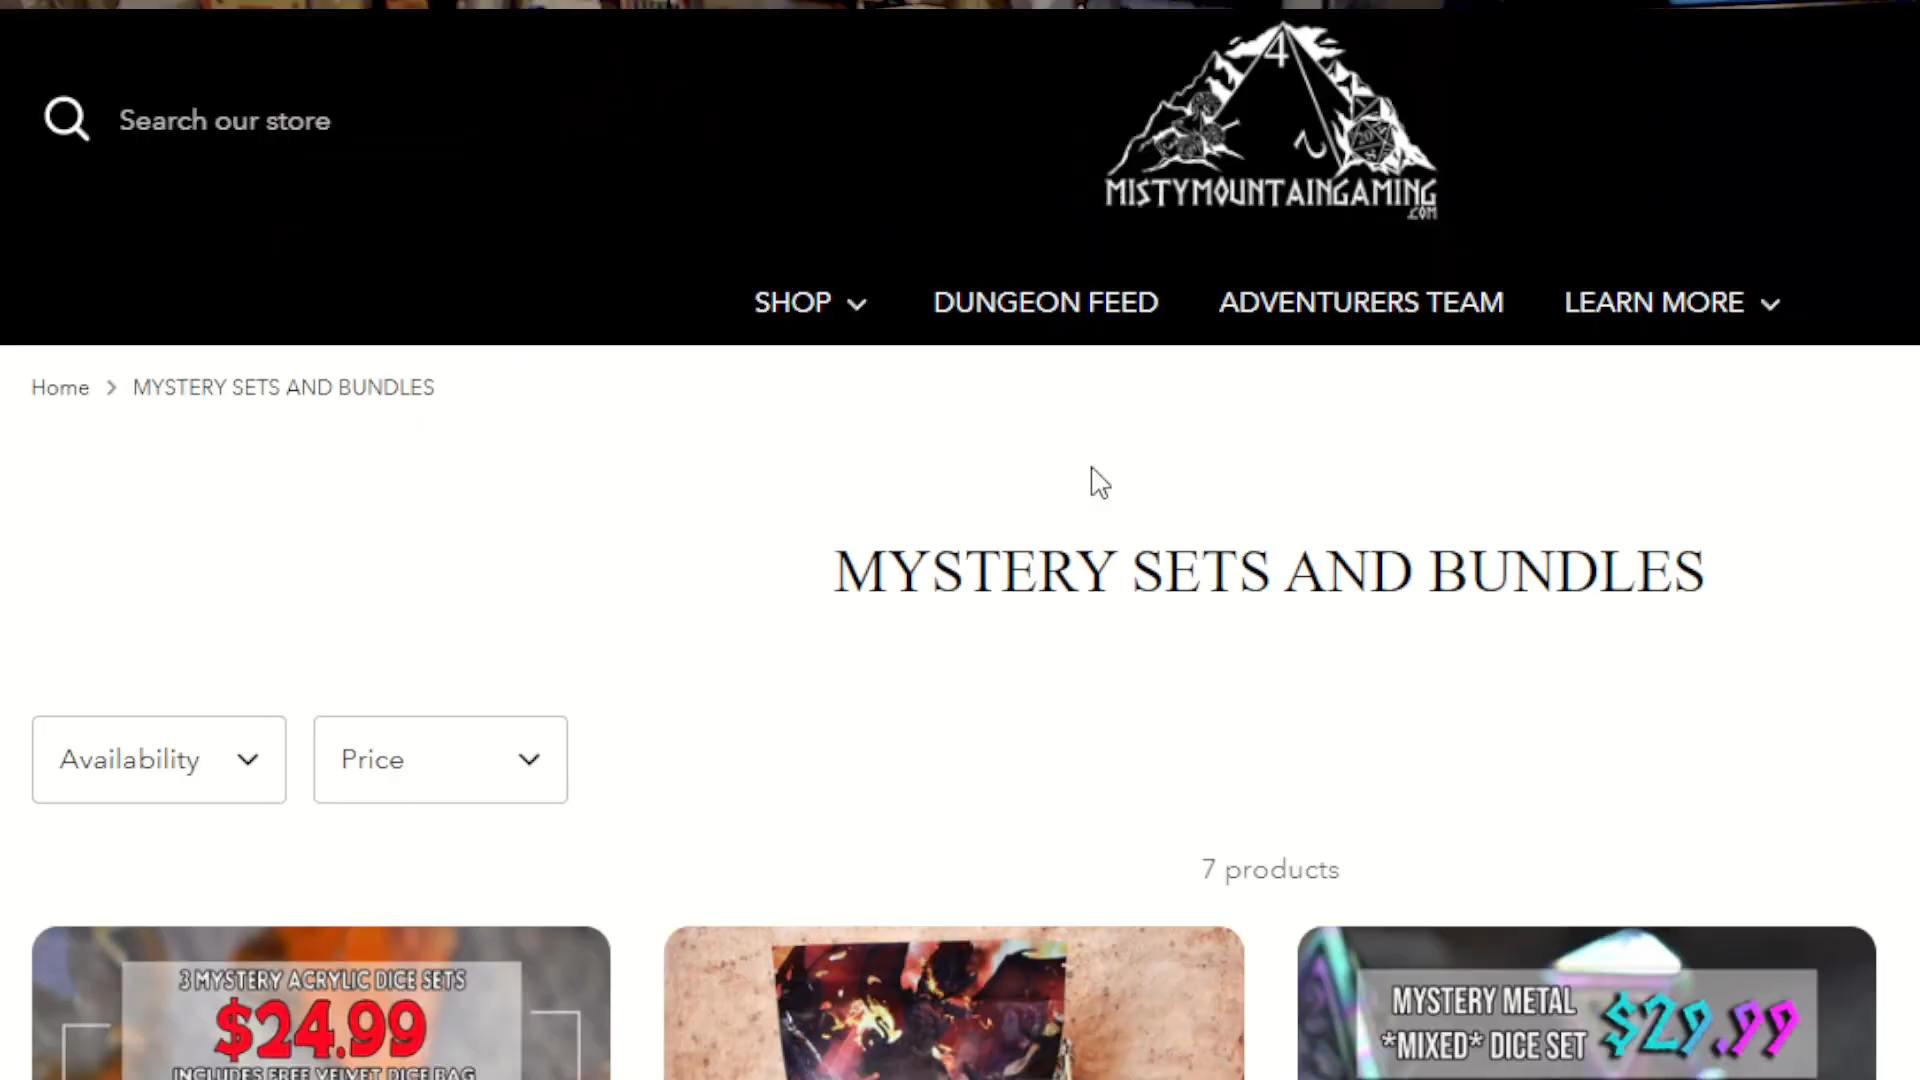 Search our store
4
20
MISTYMOUNTAINGAMING
.COM
SHOP
DUNGEON FEED
ADVENTURERS TEAM
LEARN MORE
Home > MYSTERY SETS AND BUNDLES
MYSTERY SETS AND BUNDLES
Availability
Price
7 products
3 MYSTERY ACRYLIC DICE SETS
$24.99
INCLUDES FREE VELVET DICE BAG
MYSTERY METAL
*MIXED* DICE SET
$29.99